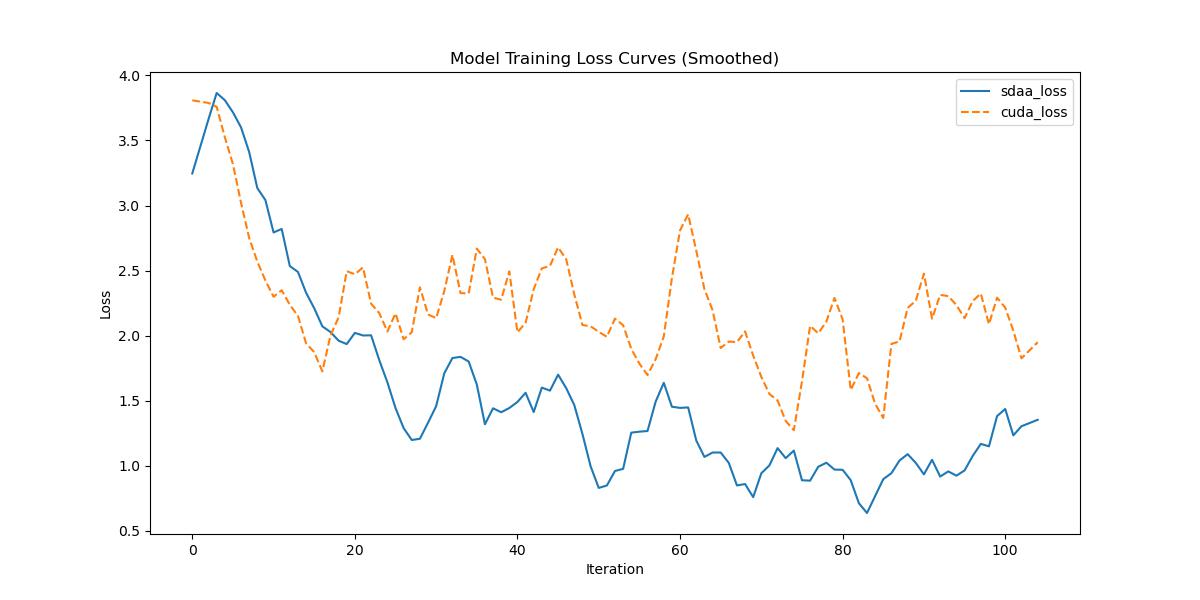 Model Training Loss Curves (Smoothed)
sdaa_loss
cuda_loss
Loss
4.0
3.5
3.0
2.5
2.0
1.5
1.0
0.5
0 20 40 60 80 100
Iteration